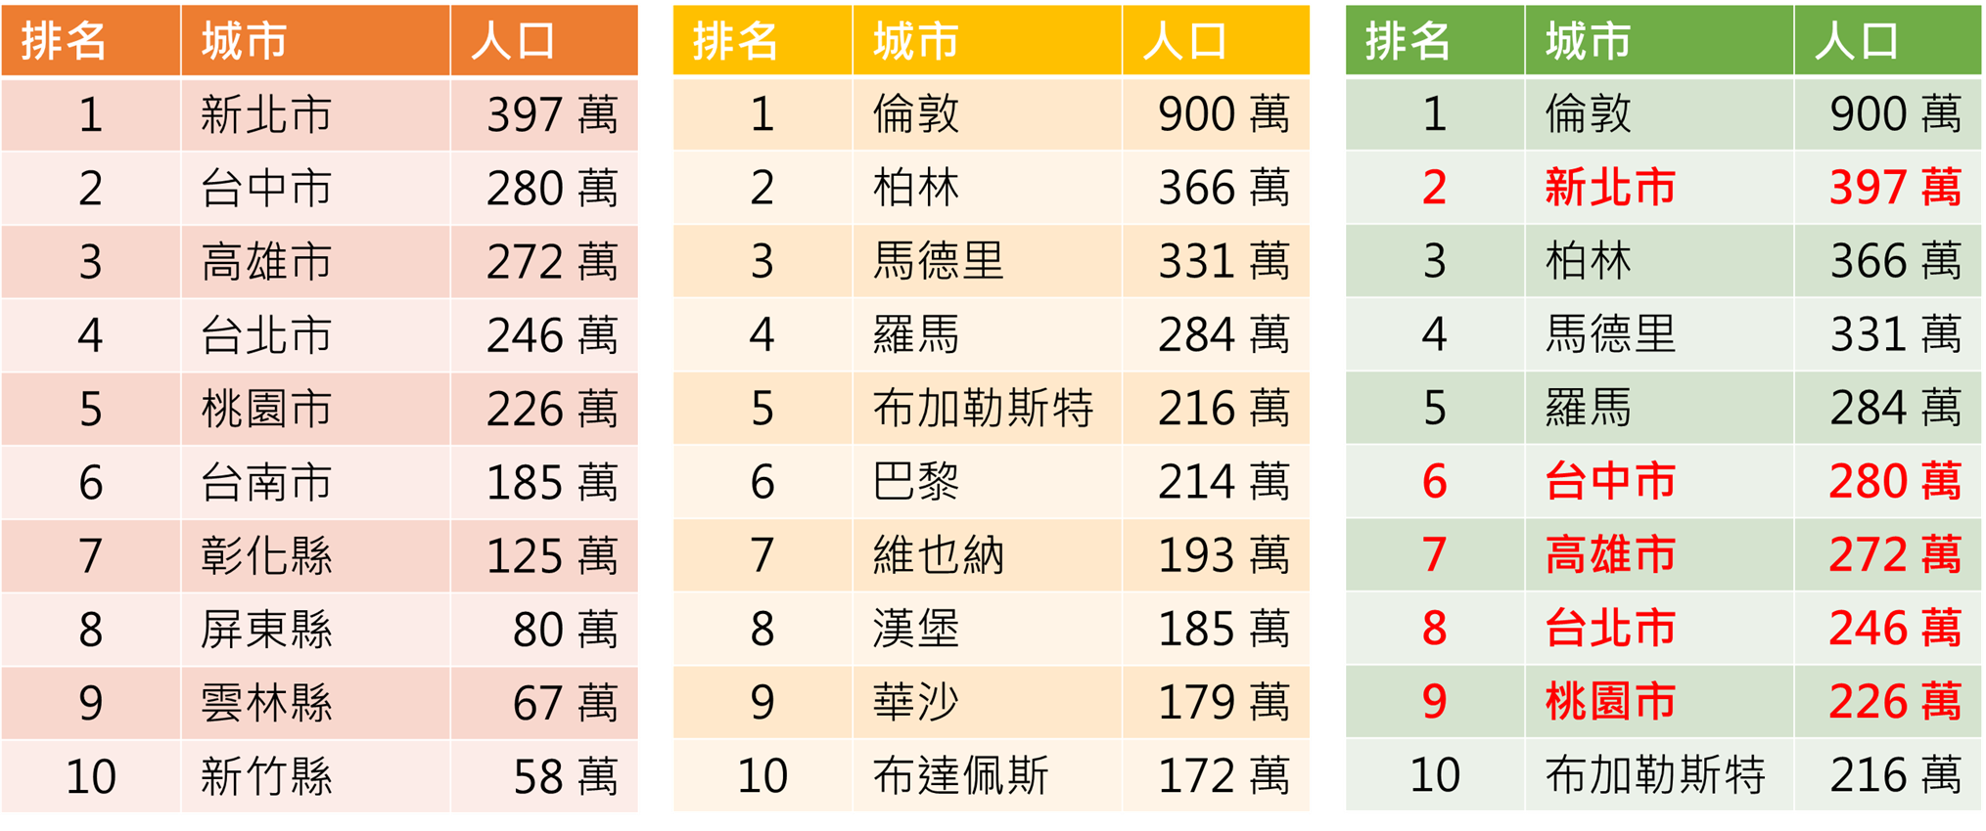 排名 城市 人口
1 新北市 397 萬
2 台中市 280 萬
3 高雄市 272 萬
4 台北市 246 萬
5 桃園市 226 萬
6 台南市 185 萬
7 彰化縣 125 萬
8 屏東縣 80 萬
9 雲林縣 67 萬
10 新竹縣 58 萬
排名 城市 人口
1 倫敦 900 萬
2 柏林 366 萬
3 馬德里 331 萬
4 羅馬 284 萬
5 布加勒斯特 216 萬
6 巴黎 214 萬
7 維也納 193 萬
8 漢堡 185 萬
9 華沙 179 萬
10 布達佩斯 172 萬
排名 城市 人口
1 倫敦 900 萬
2 新北市 397 萬
3 柏林 366 萬
4 馬德里 331 萬
5 羅馬 284 萬
6 台中市 280 萬
7 高雄市 272 萬
8 台北市 246 萬
9 桃園市 226 萬
10 布加勒斯特 216 萬